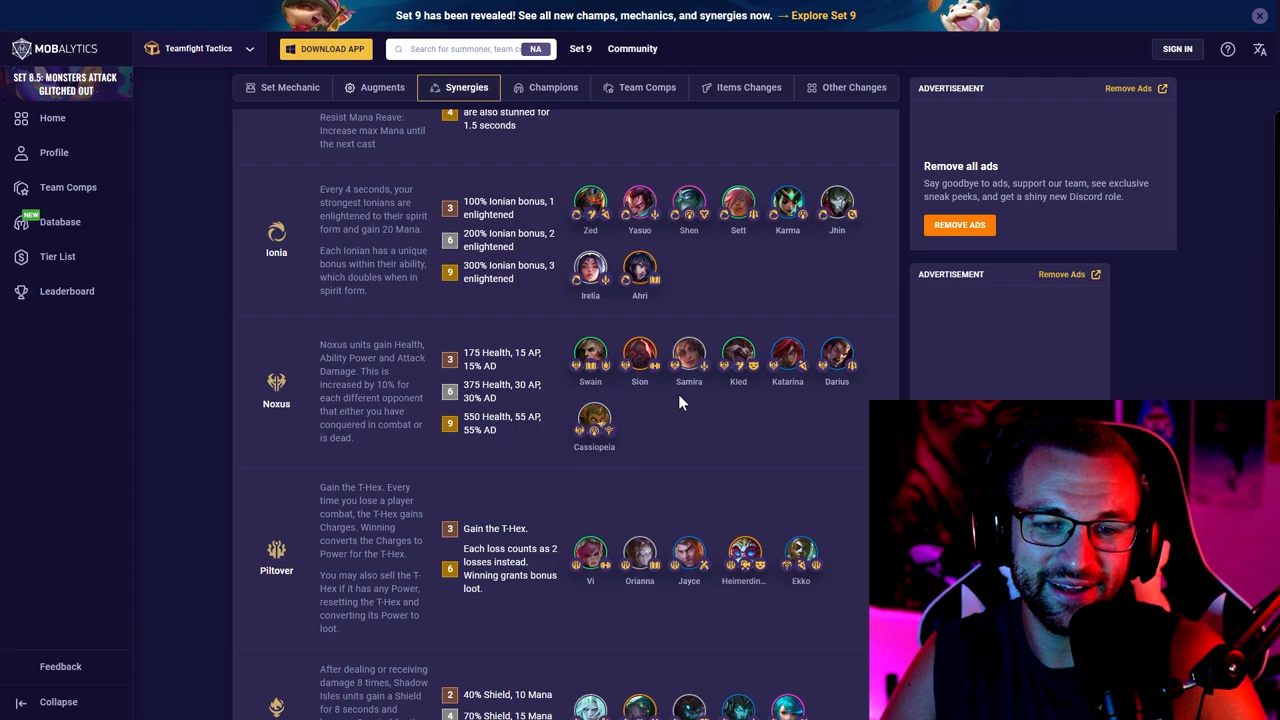 Set 9 has been revealed! See all new champs, mechanics, and synergies now. → Explore Set 9
MOBALYTICS
Teamfight Tactics
DOWNLOAD APP
Search for summoner, team c
NA
Set 9
Community
SIGN IN
SET 8.5: MONSTERS ATTACK
GLITCHED OUT
Home
Profile
Team Comps
NEW
Database
Tier List
Leaderboard
Feedback
Collapse
Set Mechanic
Augments
Synergies
Champions
Team Comps
Items Changes
Other Changes
Resist Mana Reave:
Increase max Mana until
the next cast
4
are also stunned for
1.5 seconds
Ionia
Every 4 seconds, your
strongest Ionians are
enlightened to their spirit
form and gain 20 Mana.
Each Ionian has a unique
bonus within their ability,
which doubles when in
spirit form.
3
100% Ionian bonus, 1
enlightened
6
200% Ionian bonus, 2
enlightened
9
300% Ionian bonus, 3
enlightened
Zed
Yasuo
Shen
Sett
Karma
Jhin
Irelia
Ahri
Noxus
Noxus units gain Health,
Ability Power and Attack
Damage. This is
increased by 10% for
each different opponent
that either you have
conquered in combat or
is dead.
3
175 Health, 15 AP,
15% AD
6
375 Health, 30 AP,
30% AD
9
550 Health, 55 AP,
55% AD
Swain
Sion
Samira
Kled
Katarina
Darius
Cassiopeia
Piltover
Gain the T-Hex. Every
time you lose a player
combat, the T-Hex gains
Charges. Winning
converts the Charges to
Power for the T-Hex.
You may also sell the T-
Hex if it has any Power,
resetting the T-Hex and
converting its Power to
loot.
3
Gain the T-Hex.
6
Each loss counts as 2
losses instead.
Winning grants bonus
loot.
Vi
Orianna
Jayce
Heimerdin...
Ekko
After dealing or receiving
damage 8 times, Shadow
Isles units gain a Shield
for 8 seconds and
2
40% Shield, 10 Mana
4
70% Shield, 15 Mana
ADVERTISEMENT
Remove Ads
Remove all ads
Say goodbye to ads, support our team, see exclusive
sneak peeks, and get a shiny new Discord role.
REMOVE ADS
ADVERTISEMENT
Remove Ads